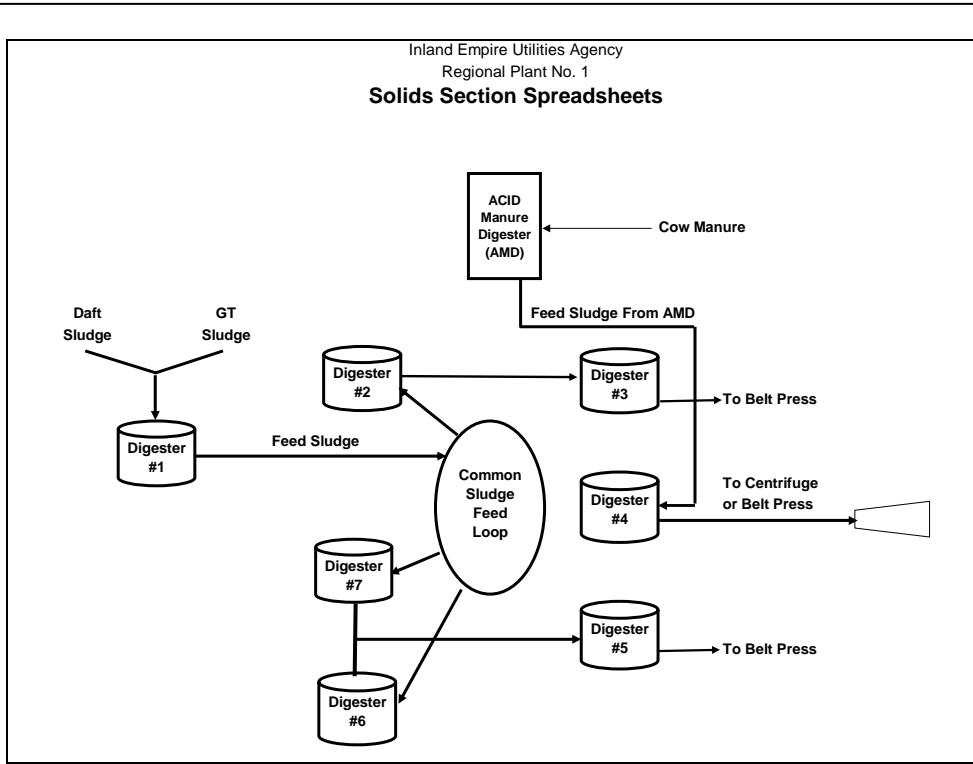 Inland Empire Utilities Agency
Regional Plant No. 1
Solids Section Spreadsheets
ACID
Manure
Digester
(AMD)
Cow Manure
Feed Sludge From AMD
Daft
Sludge
GT
Sludge
Digester
#2
Digester
#3
To Belt Press
Digester
#1
Feed Sludge
Common
Sludge
Feed
Loop
Digester
#4
To Centrifuge
or Belt Press
Digester
#7
Digester
#5
To Belt Press
Digester
#6